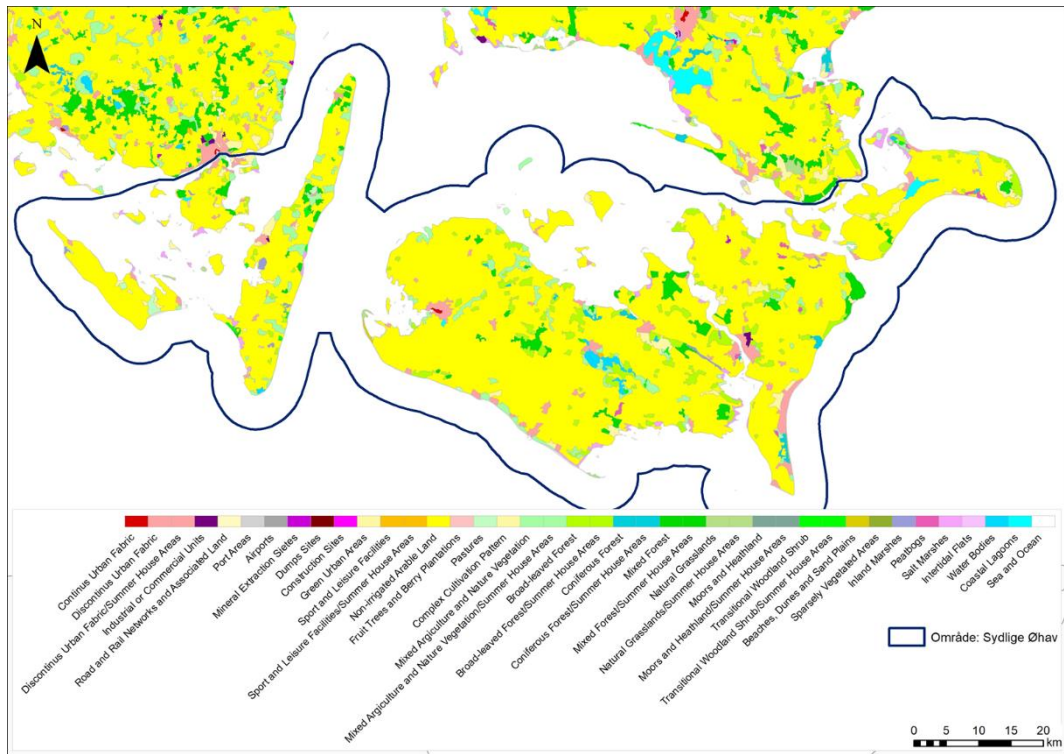 N
Continus Urban Fabric
Discontinus Urban Fabric
Discontinus Urban Fabric/Summer House Areas
Industrial or Commercial Units
Road and Rail Networks and Associated Land
Port Areas
Airports
Mineral Extraction Sietes
Dumps Sites
Construction Sites
Green Urban Areas
Sport and Leisure Facilities
Sport and Leisure Facilities/Summer House Areas
Non-irrigated Arable Land
Fruit Trees and Berry Plantations
Pastures
Complex Cultivation Pattern
Mixed Argiculture and Nature Vegetation
Mixed Argiculture and Nature Vegetation/Summer House Areas
Broad-leaved Forest
Broad-leaved Forest/Summer House Areas
Coniferous Forest
Coniferous Forest/Summer House Areas
Mixed Forest
Mixed Forest/Summer House Areas
Natural Grasslands
Natural Grasslands/Summer House Areas
Moors and Heathland
Moors and Heathland/Summer House Areas
Transitional Woodland Shrub
Transitional Woodland Shrub/Summer House Areas
Beaches, Dunes and Sand Plains
Sparsely Vegetated Areas
Inland Marshes
Peatbogs
Salt Marshes
Intertidal Flats
Water Bodies
Coastal Lagoons
Sea and Ocean
Område: Sydlige Øhav
0 5 10 15 20
km